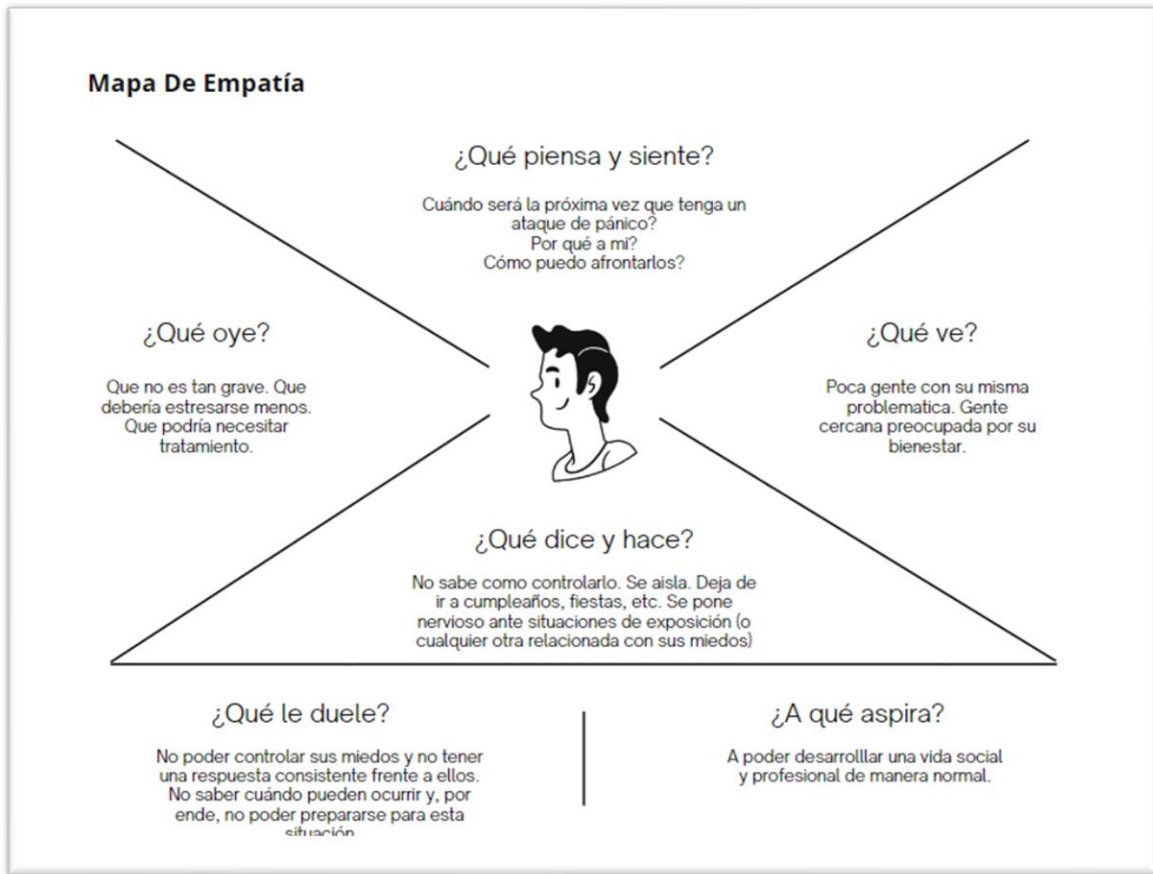 Mapa De Empatía
¿Qué piensa y siente?
Cuándo será la próxima vez que tenga un
ataque de pánico?
Por qué a mi?
Cómo puedo afrontarlos?
¿Qué oye?
Que no es tan grave. Que
debería estresarse menos.
Que podría necesitar
tratamiento.
¿Qué ve?
Poca gente con su misma
problematica. Gente
cercana preocupada por su
bienestar.
¿Qué dice y hace?
No sabe como controlarlo. Se aisla. Deja de
ir a cumpleaños, fiestas, etc. Se pone
nervioso ante situaciones de exposición (o
cualquier otra relacionada con sus miedos)
¿Qué le duele?
No poder controlar sus miedos y no tener
una respuesta consistente frente a ellos.
No saber cuándo pueden ocurrir y, por
ende, no poder prepararse para esta
situación
¿A qué aspira?
A poder desarrolllar una vida social
y profesional de manera normal.